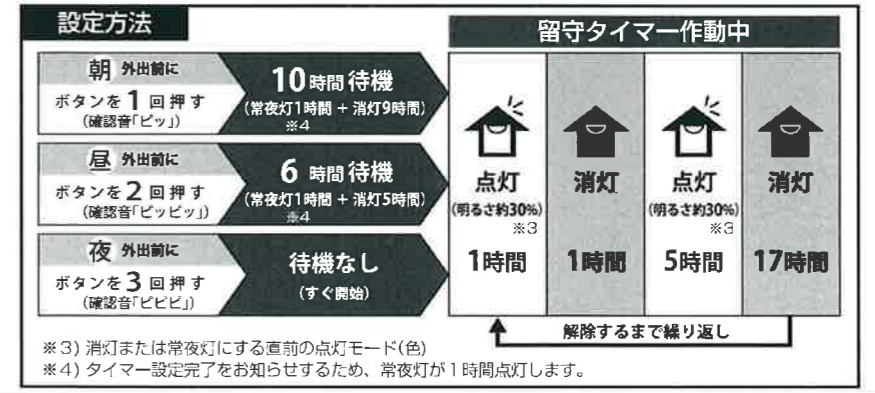 設定方法
留守タイマー作動中
朝 外出前に
ボタンを1回押す
(確認音「ピッ」)
10時間待機
(常夜灯1時間 + 消灯9時間)
※4
昼 外出前に
ボタンを2回押す
(確認音「ピッピッ」)
6 時間待機
(常夜灯1時間 + 消灯5時間)
※4
夜 外出前に
ボタンを3回押す
(確認音「ピピピ」)
待機なし
(すぐ開始)
点灯
(明るさ約30%)
※3
1時間
消灯
1時間
点灯
(明るさ約30%)
※3
5時間
消灯
17時間
解除するまで繰り返し
※3) 消灯または常夜灯にする直前の点灯モード(色)
※4) タイマー設定完了をお知らせするため、常夜灯が1時間点灯します。